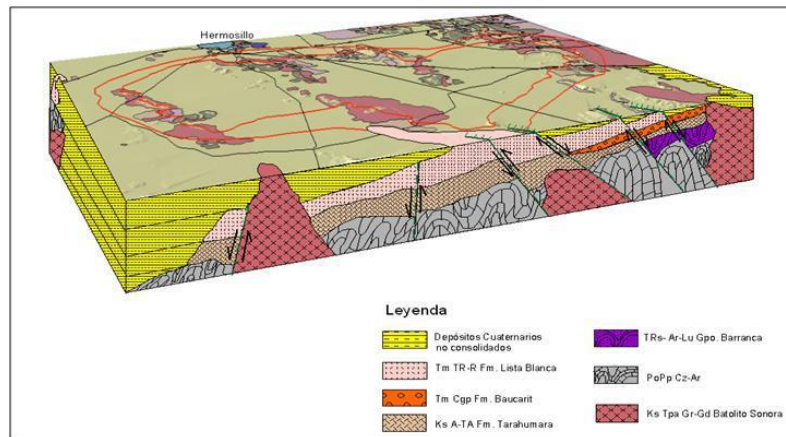 Hermosillo
Leyenda
Depósitos Cuaternarios
no consolidados
Tm TR-R Fm. Lista Blanca
Tm Cgp Fm. Baucarit
Ks A-TA Fm. Tarahumara
TRs- Ar-Lu Gpo. Barranca
PoPp Cz-Ar
Ks Tpa Gr-Gd Batolito Sonora